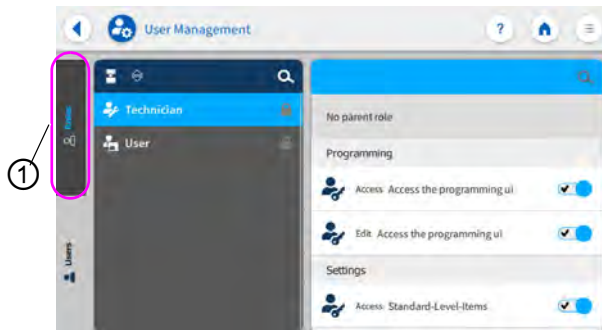 User Management
?
1
Roles
Users
Technician
User
No parent role
Programming
Access Access the programming ui
Edit Access the programming ui
Settings
Access Standard-Level-Items